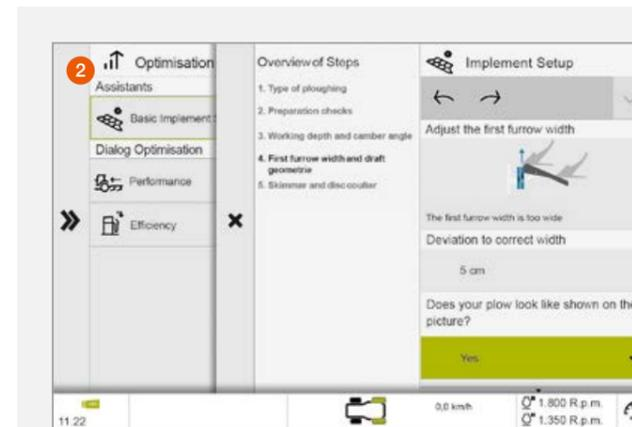 2
Optimisation
Assistants
Basic Implement
Dialog Optimisation
Performance
Efficiency
Overview of Steps
1. Type of ploughing
2. Preparation checks
3. Working depth and camber angle
4. First furrow width and draft
geometrie
5. Skimmer and disc coulter
Implement Setup
Adjust the first furrow width
The first furrow width is too wide
Deviation to correct width
5 cm
Does your plow look like shown on the
picture?
Yes
11.22
0,0 km/h
1.800 R.p.m.
1.350 R.p.m.